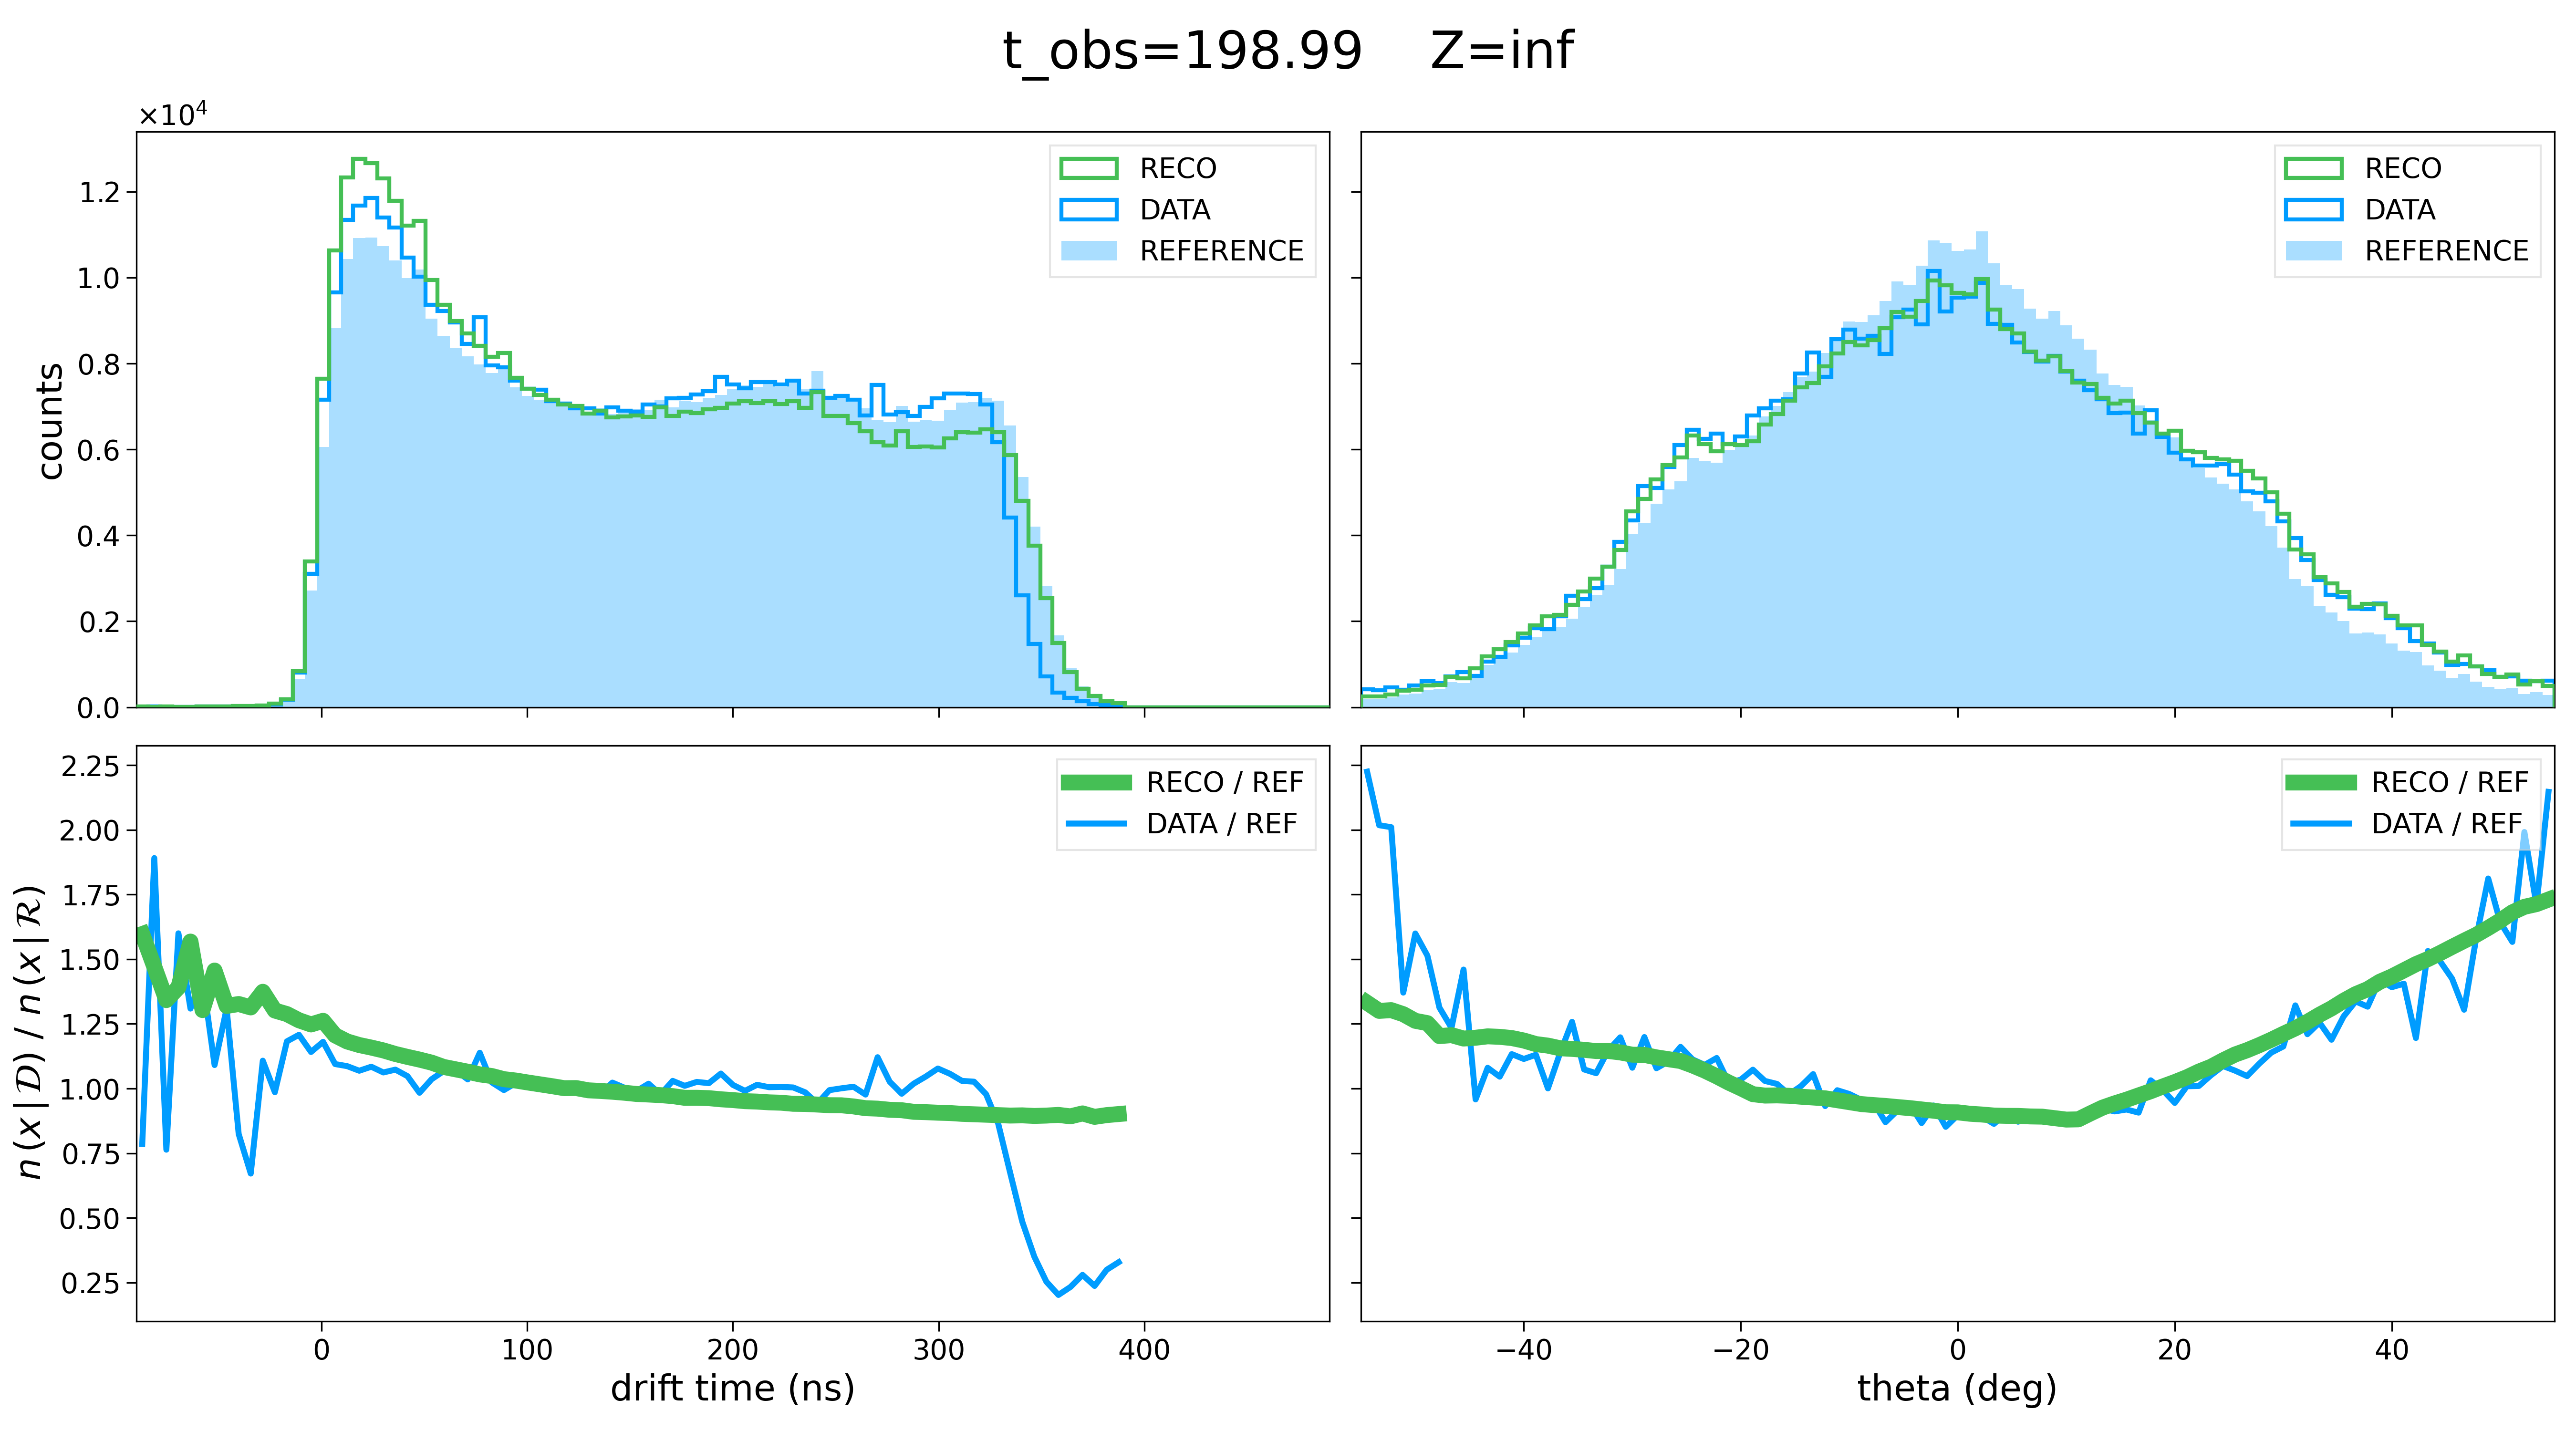 t_obs=198.99    Z=inf
×10⁴
counts
1.2
1.0
0.8
0.6
0.4
0.2
0.0
RECO
DATA
REFERENCE
RECO
DATA
REFERENCE
n (x | 𝒟) / n (x | ℛ)
2.25
2.00
1.75
1.50
1.25
1.00
0.75
0.50
0.25
RECO / REF
DATA / REF
0 100 200 300 400
drift time (ns)
RECO / REF
DATA / REF
−40 −20 0 20 40
theta (deg)